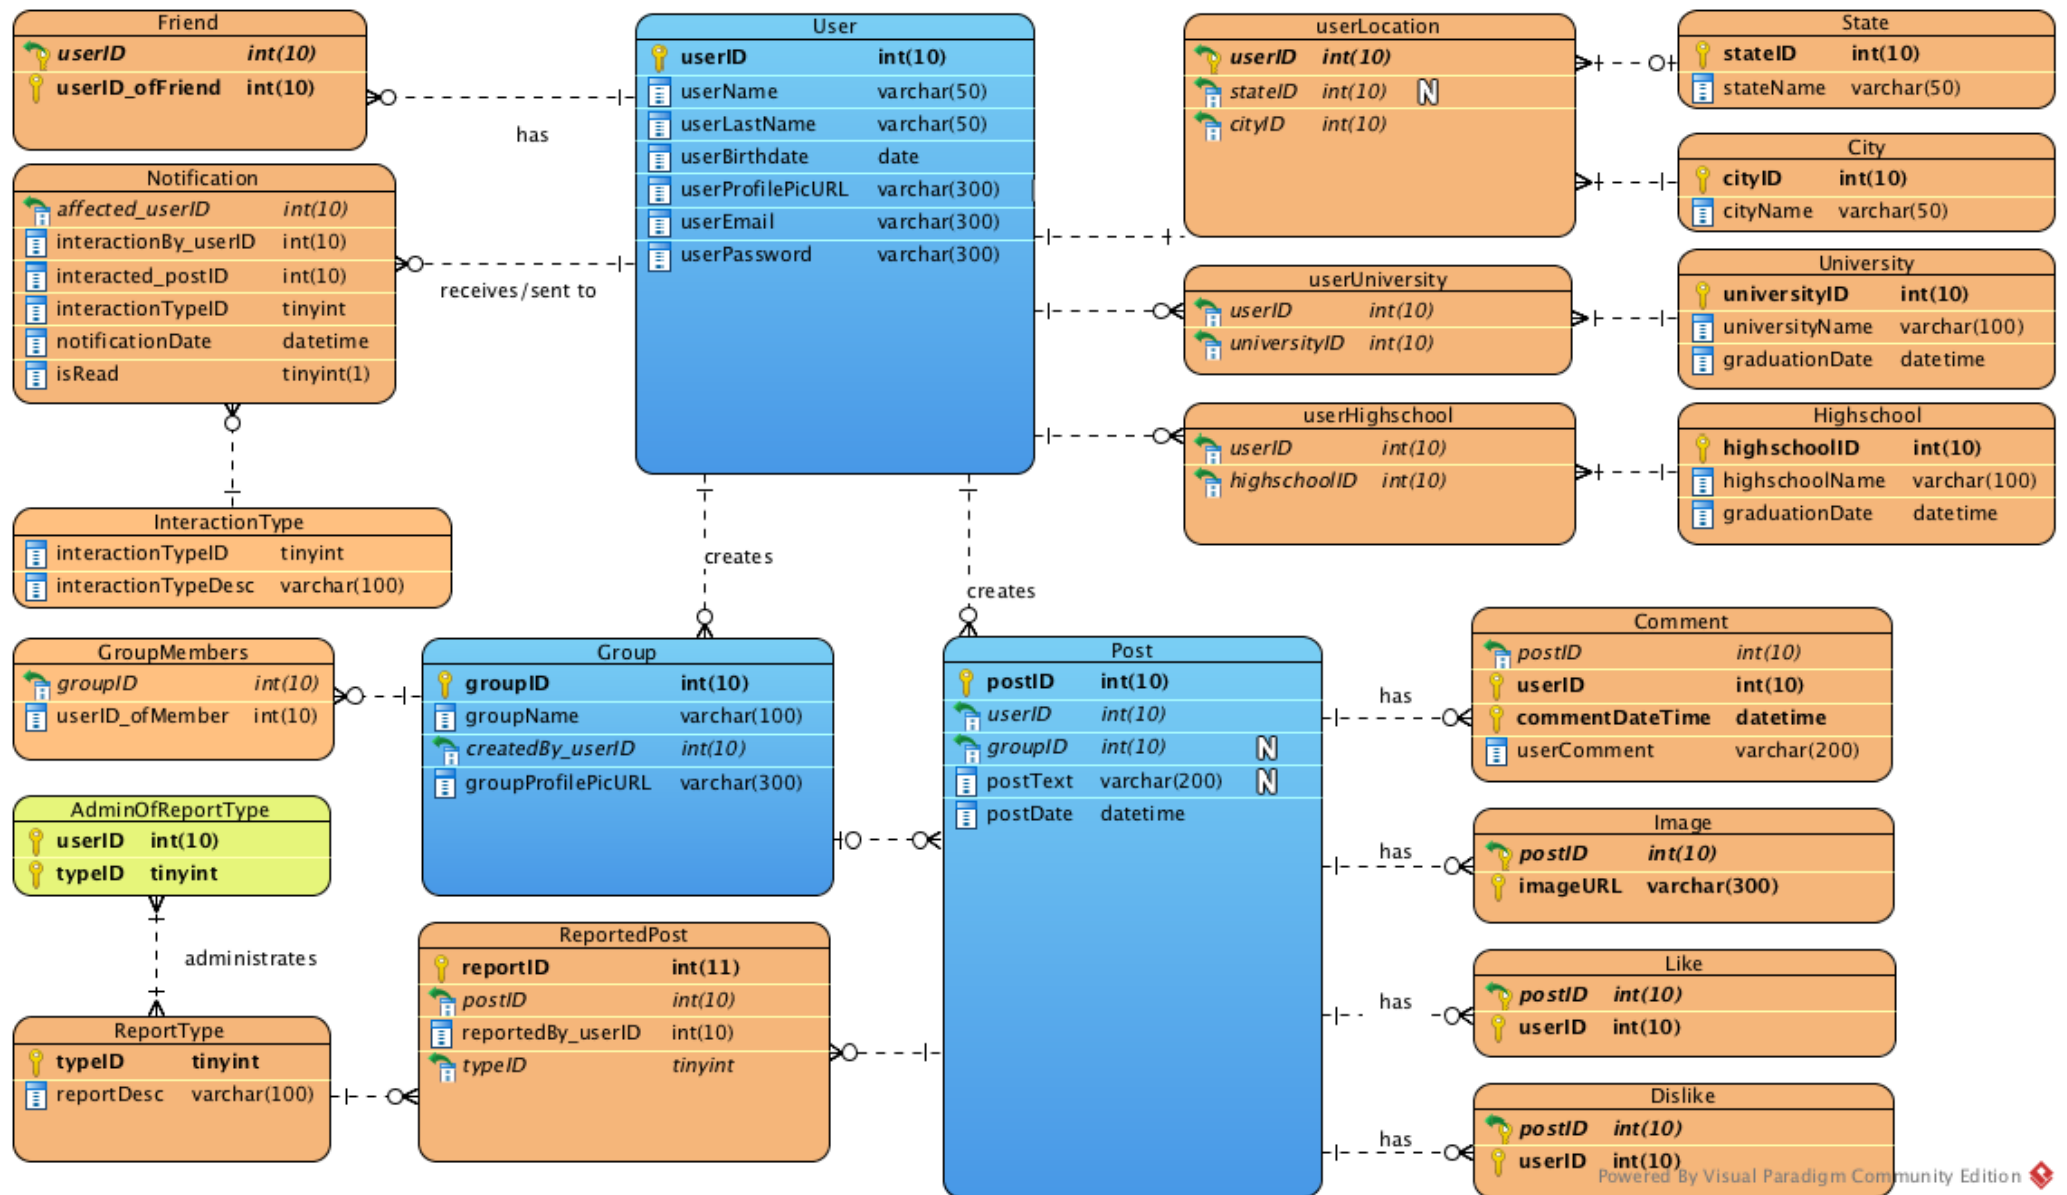 Friend
userID int(10)
userID_ofFriend int(10)
has
Notification
affected_userID int(10)
interactionBy_userID int(10)
interacted_postID int(10)
interactionTypeID tinyint
notificationDate datetime
isRead tinyint(1)
receives/sent to
InteractionType
interactionTypeID tinyint
interactionTypeDesc varchar(100)
User
userID int(10)
userName varchar(50)
userLastName varchar(50)
userBirthdate date
userProfilePicURL varchar(300)
userEmail varchar(300)
userPassword varchar(300)
userLocation
userID int(10)
stateID int(10) N
cityID int(10)
State
stateID int(10)
stateName varchar(50)
City
cityID int(10)
cityName varchar(50)
userUniversity
userID int(10)
universityID int(10)
University
universityID int(10)
universityName varchar(100)
graduationDate datetime
userHighschool
userID int(10)
highschoolID int(10)
Highschool
highschoolID int(10)
highschoolName varchar(100)
graduationDate datetime
creates
creates
GroupMembers
groupID int(10)
userID_ofMember int(10)
Group
groupID int(10)
groupName varchar(100)
createdBy_userID int(10)
groupProfilePicURL varchar(300)
Post
postID int(10)
userID int(10)
groupID int(10) N
postText varchar(200) N
postDate datetime
has
Comment
postID int(10)
userID int(10)
commentDateTime datetime
userComment varchar(200)
has
Image
postID int(10)
imageURL varchar(300)
has
Like
postID int(10)
userID int(10)
has
Dislike
postID int(10)
userID int(10)
AdminOfReportType
userID int(10)
typeID tinyint
administrates
ReportType
typeID tinyint
reportDesc varchar(100)
ReportedPost
reportID int(11)
postID int(10)
reportedBy_userID int(10)
typeID tinyint
Powered By Visual Paradigm Community Edition